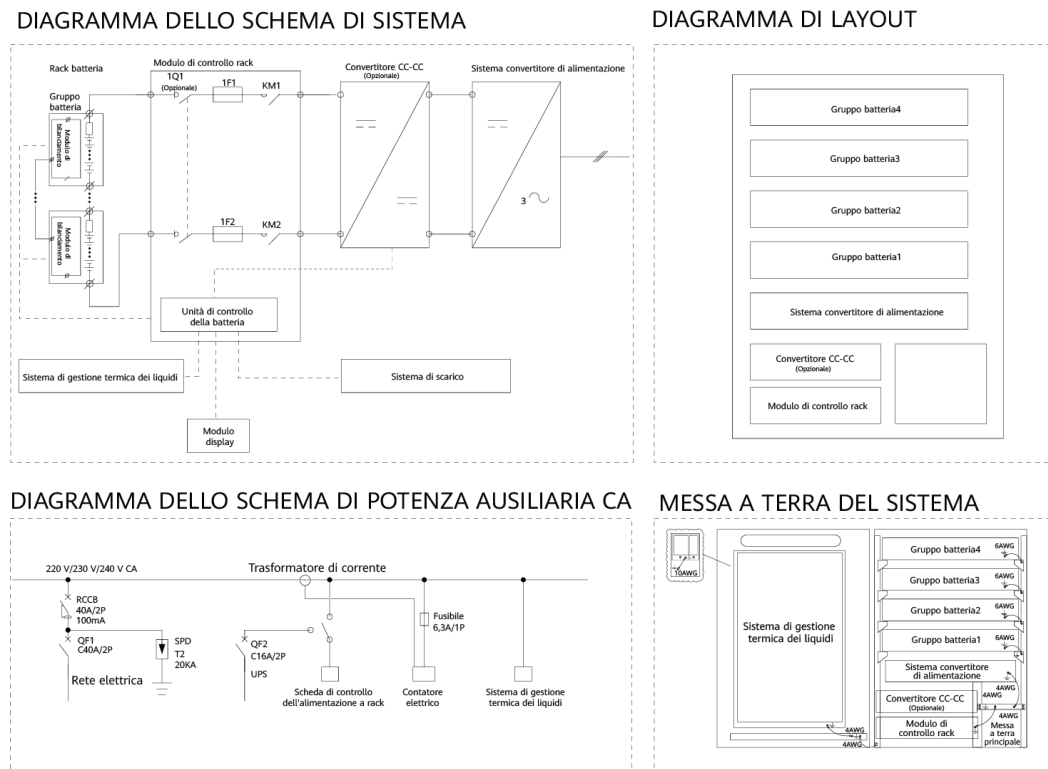 DIAGRAMMA DELLO SCHEMA DI SISTEMA
Rack batteria
Modulo di controllo rack
1Q1
(Opzionale)
1F1
KM1
Convertitore CC-CC
(Opzionale)
Sistema convertitore di alimentazione
Gruppo
batteria
Modulo di
bilanciamento
Modulo di
bilanciamento
1F2
KM2
3
Unità di controllo
della batteria
Sistema di gestione termica dei liquidi
Sistema di scarico
Modulo
display
DIAGRAMMA DI LAYOUT
Gruppo batteria4
Gruppo batteria3
Gruppo batteria2
Gruppo batteria1
Sistema convertitore di alimentazione
Convertitore CC-CC
(Opzionale)
Modulo di controllo rack
DIAGRAMMA DELLO SCHEMA DI POTENZA AUSILIARIA CA
220 V/230 V/240 V CA
Trasformatore di corrente
RCCB
40A/2P
100mA
QF1
C40A/2P
SPD
T2
20KA
Rete elettrica
QF2
C16A/2P
UPS
Fusibile
6,3A/1P
Scheda di controllo
dell'alimentazione a rack
Contatore
elettrico
Sistema di gestione
termica dei liquidi
MESSA A TERRA DEL SISTEMA
10AWG
Sistema di gestione
termica dei liquidi
4AWG
4AWG
Gruppo batteria4
6AWG
Gruppo batteria3
6AWG
Gruppo batteria2
6AWG
Gruppo batteria1
6AWG
Sistema convertitore
di alimentazione
4AWG
4AWG
Convertitore CC-CC
(Opzionale)
4AWG
Modulo di
controllo rack
Messa
a terra
principale